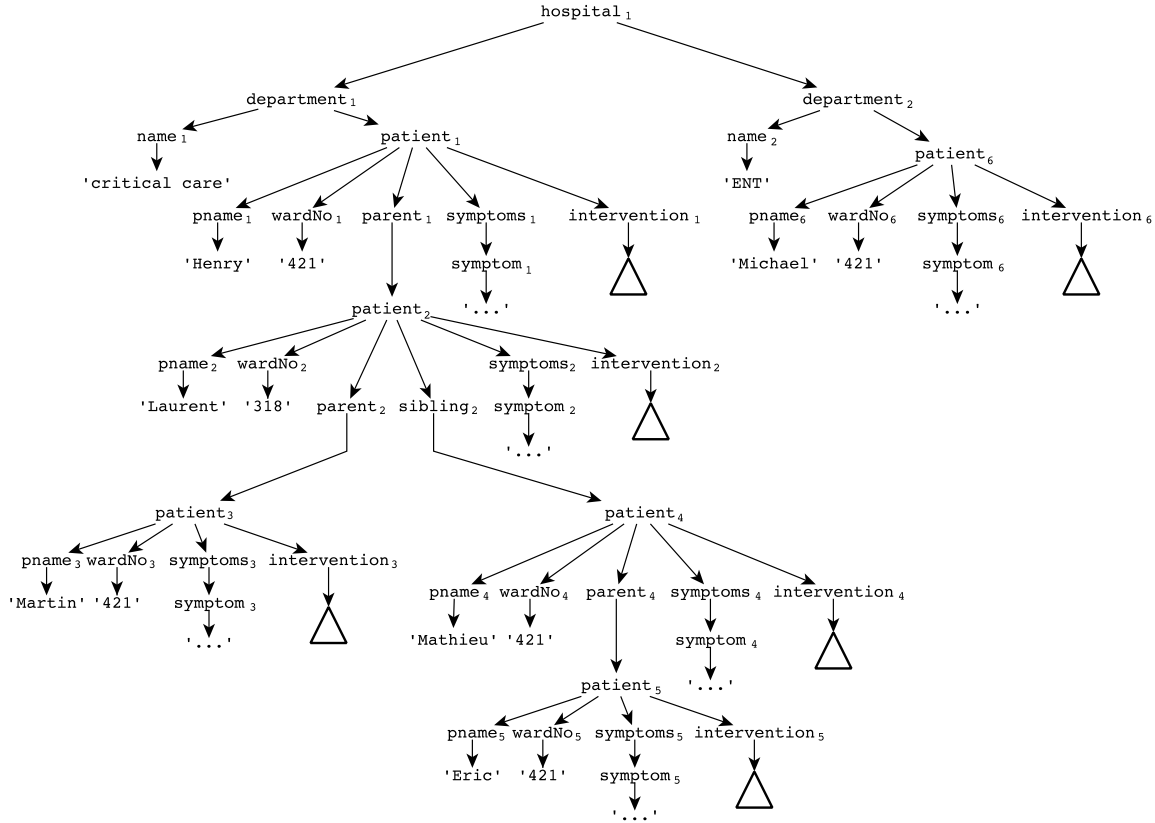 hospital₁
department₁ department₂
name₁ patient₁ name₂ patient₆
'critical care' 'ENT'
pname₁ wardNo₁ parent₁ symptoms₁ intervention₁ pname₆ wardNo₆ symptoms₆ intervention₆
'Henry' '421' symptom₁ 'Michael' '421' symptom₆
patient₂ '...' '...'
pname₂ wardNo₂ symptoms₂ intervention₂
'Laurent' '318' parent₂ sibling₂ symptom₂
'...'
patient₃ patient₄
pname₃ wardNo₃ symptoms₃ intervention₃
pname₄ wardNo₄ parent₄ symptoms₄ intervention₄
'Martin' '421' symptom₃
'...' 'Mathieu' '421' symptom₄
patient₅ '...'
pname₅ wardNo₅ symptoms₅ intervention₅
'Eric' '421' symptom₅
'...'